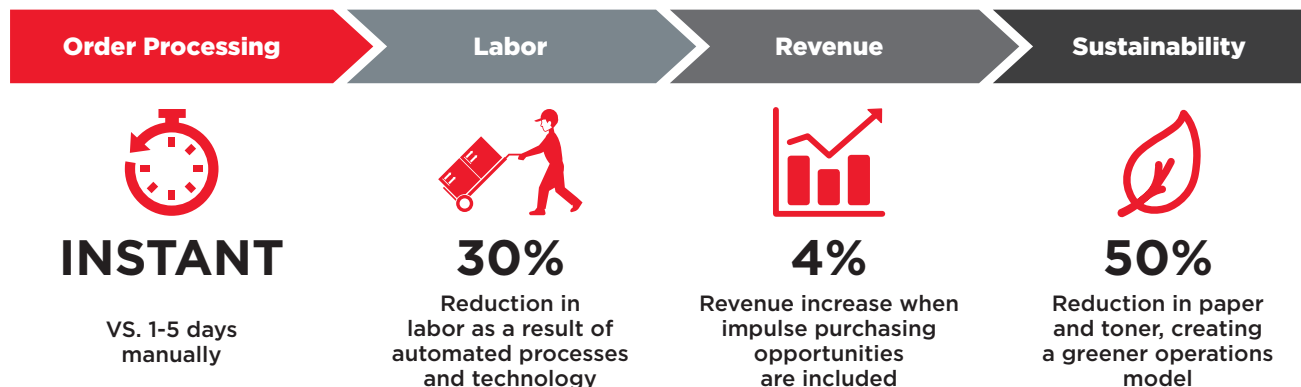 Order Processing
Labor
Revenue
Sustainability
INSTANT
VS. 1-5 days
manually
30%
Reduction in
labor as a result of
automated processes
and technology
4%
Revenue increase when
impulse purchasing
opportunities
are included
50%
Reduction in paper
and toner, creating
a greener operations
model